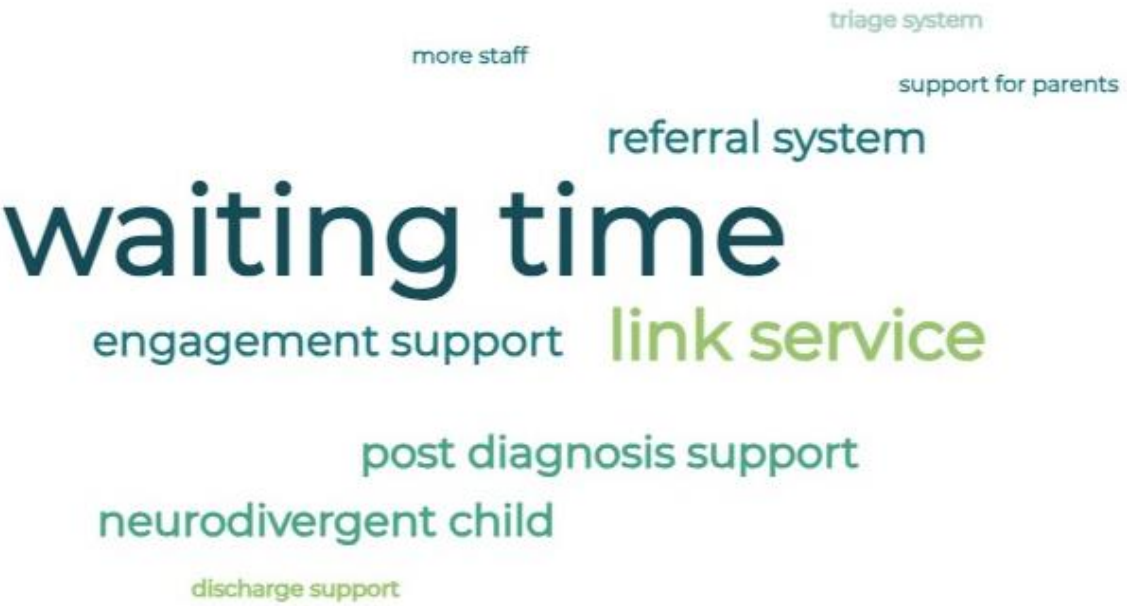 triage system
more staff
support for parents
referral system
waiting time
engagement support
link service
post diagnosis support
neurodivergent child
discharge support